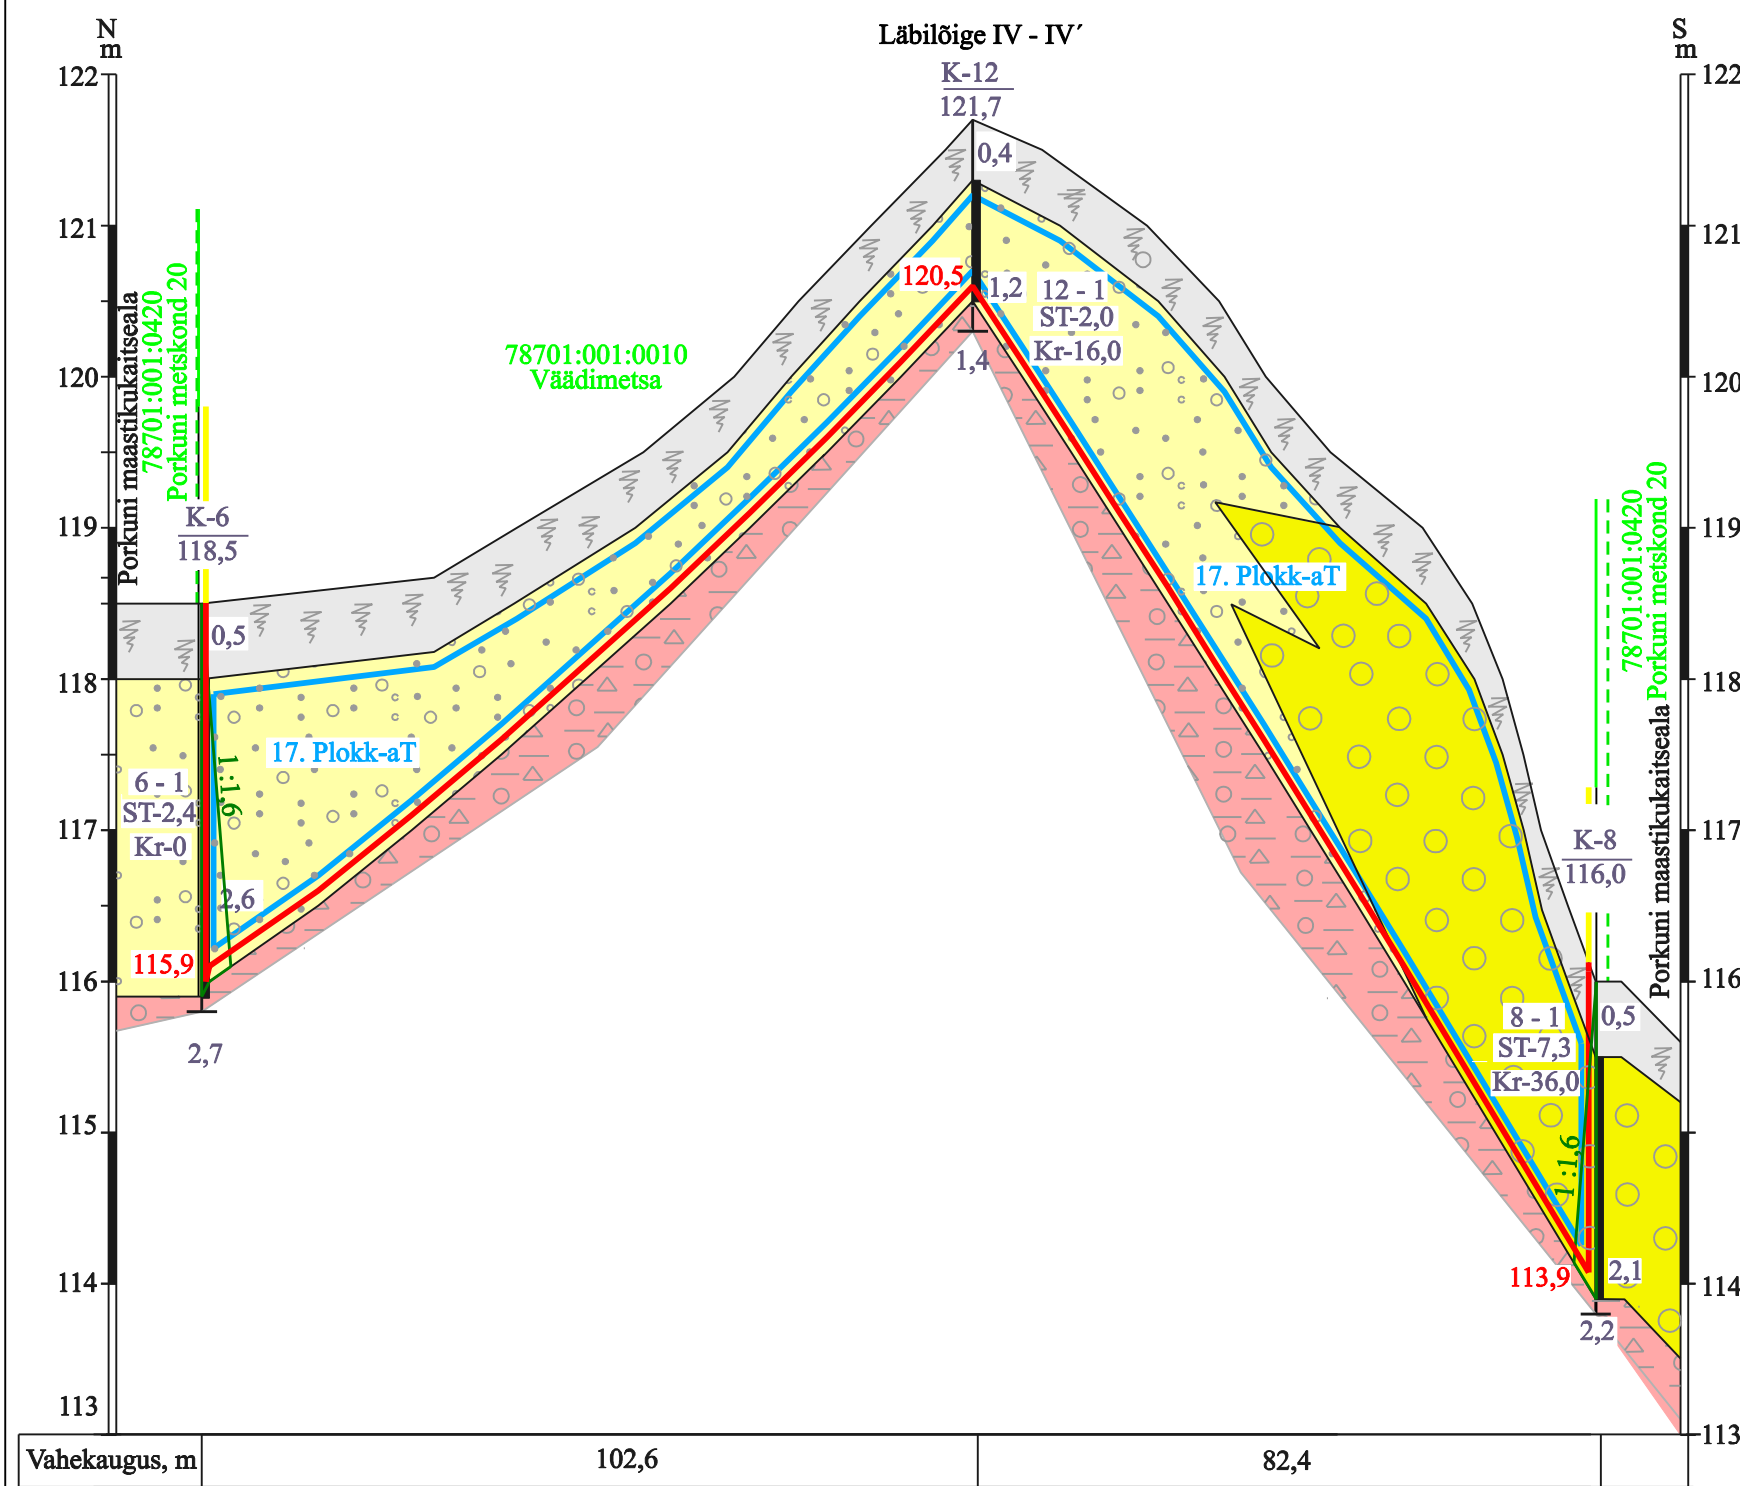 Läbilõige IV - IV´
N
m
S
m
K-12
121,7
122
122
0,4
121
121
120,5
1,2
12 - 1
ST-2,0
Kr-16,0
1,4
120
120
78701:001:0010
Väädimetsa
Porkuni maastikukaitseala
78701:001:0420
Porkuni metskond 20
K-6
118,5
119
119
0,5
118
118
17. Plokk-aT
17. Plokk-aT
1:1,6
6 - 1
ST-2,4
Kr-0
2,6
117
117
115,9
116
116
2,7
78701:001:0420
Porkuni metskond 20
Porkuni maastikukaitseala
K-8
116,0
0,5
8 - 1
ST-7,3
Kr-36,0
1:1,6
115
115
113,9
2,1
114
114
2,2
113
113
Vahekaugus, m
102,6
82,4